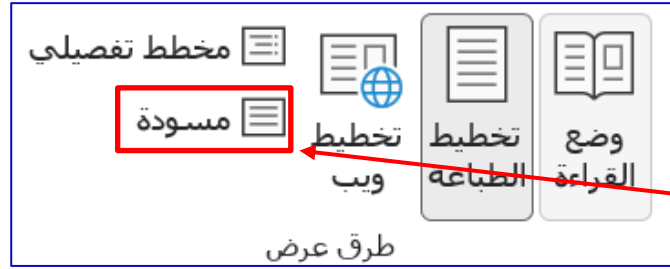 وضع
القراءة
تخطيط
الطباعة
تخطيط
ويب
مخطط تفصيلي
مسودة
طرق عرض